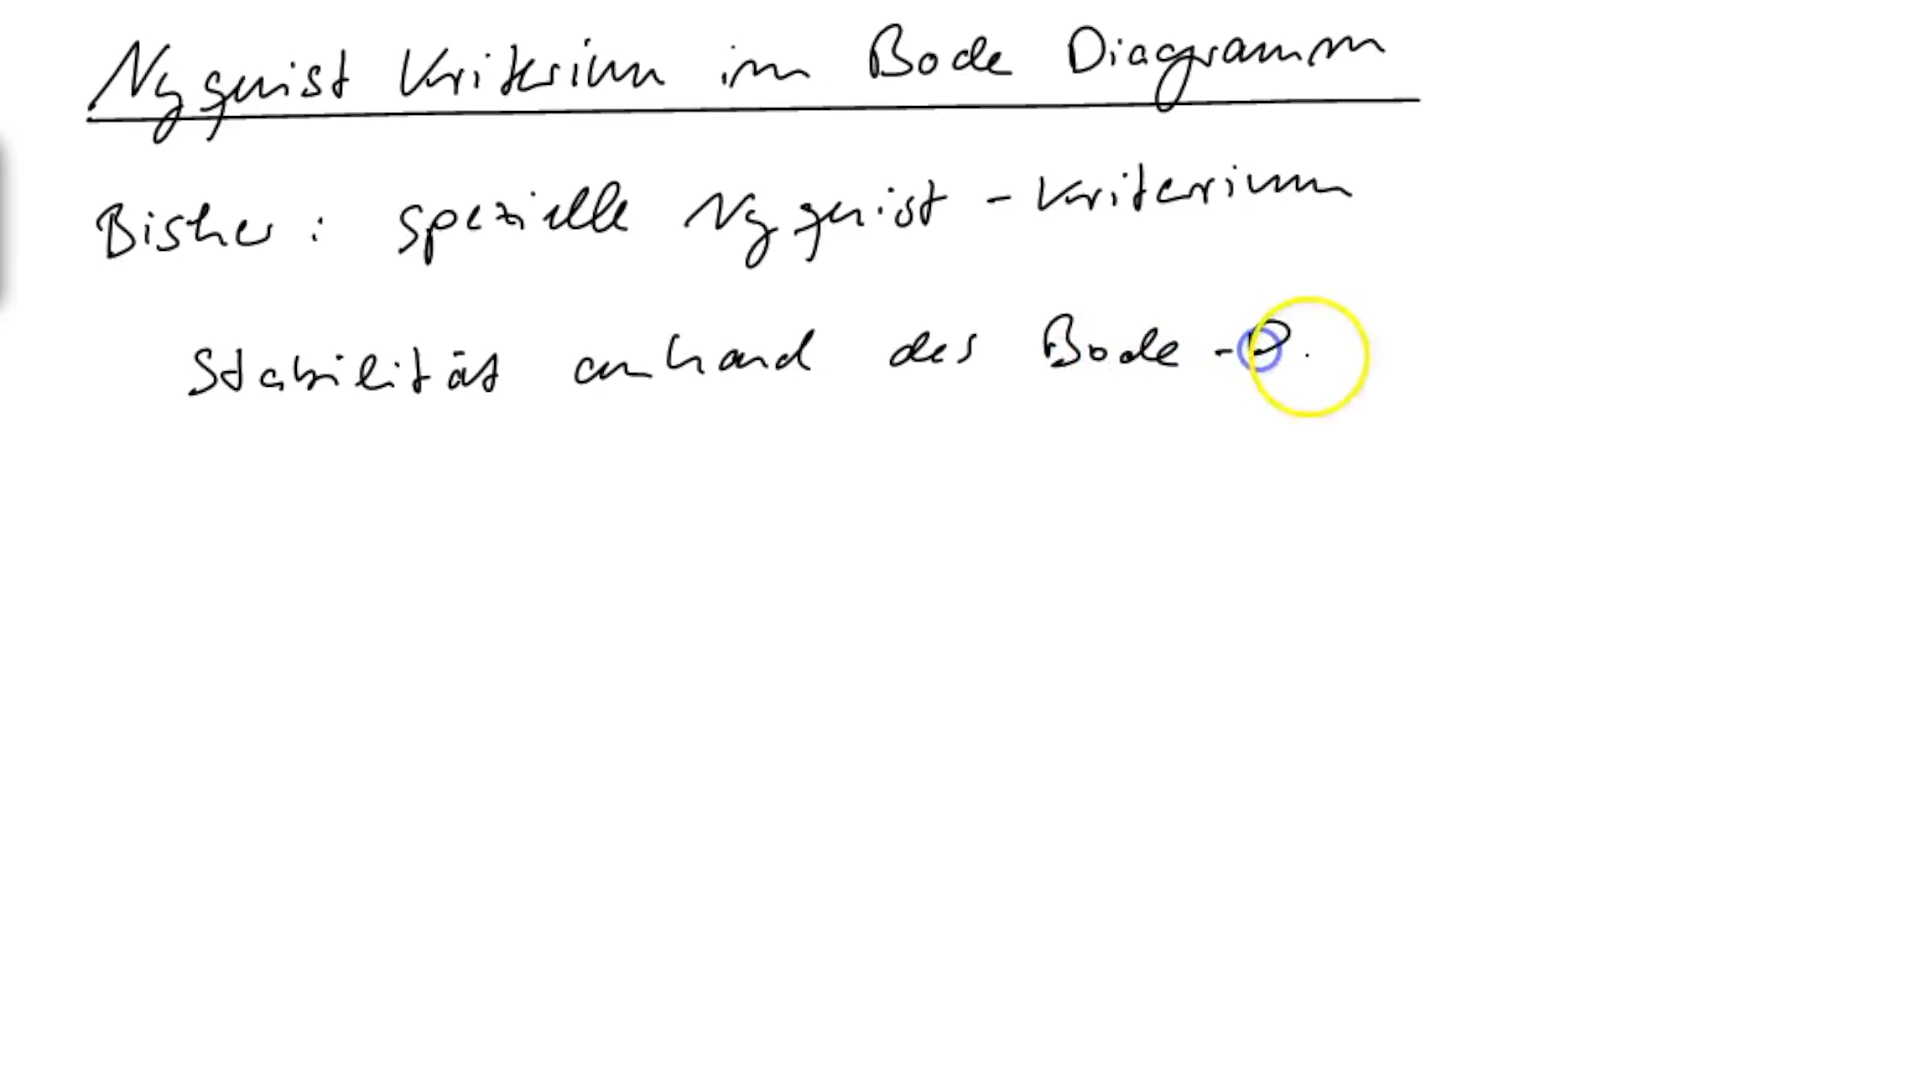 Nyquist Kriterium im Bode Diagramm
Bisher: spezielle Nyquist-Kriterium
Stabilität anhand des Bode-D.